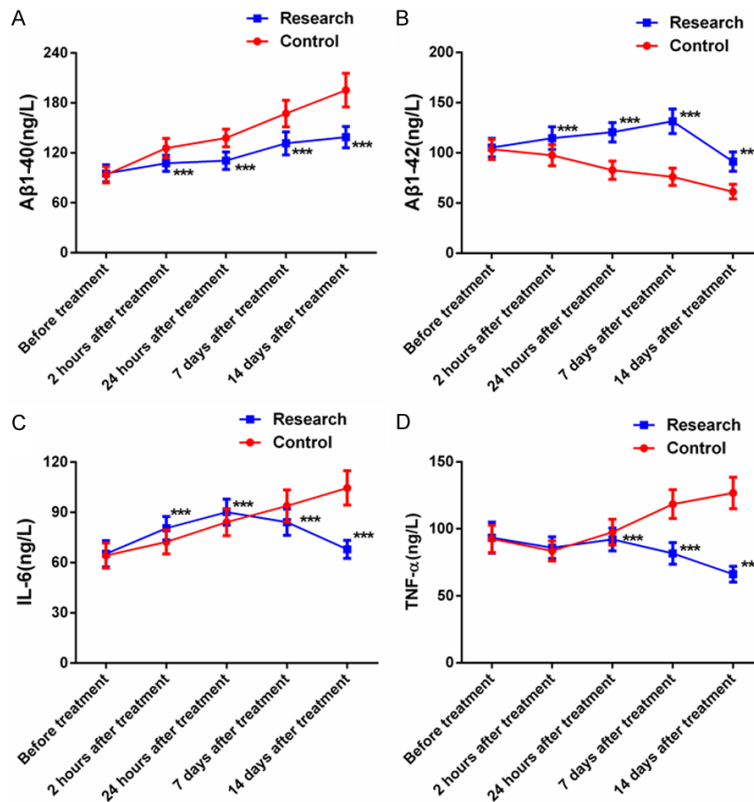 A
Research
Control
Aβ1-40(ng/L)
240
180
120
60
0
***
***
***
***
Before treatment
2 hours after treatment
24 hours after treatment
7 days after treatment
14 days after treatment
B
Research
Control
Aβ1-42(ng/L)
200
150
100
50
0
***
***
***
**
Before treatment
2 hours after treatment
24 hours after treatment
7 days after treatment
14 days after treatment
C
Research
Control
IL-6(ng/L)
120
90
60
30
0
***
***
***
***
Before treatment
2 hours after treatment
24 hours after treatment
7 days after treatment
14 days after treatment
D
Research
Control
TNF-α(ng/L)
150
100
50
0
***
***
**
Before treatment
2 hours after treatment
24 hours after treatment
7 days after treatment
14 days after treatment